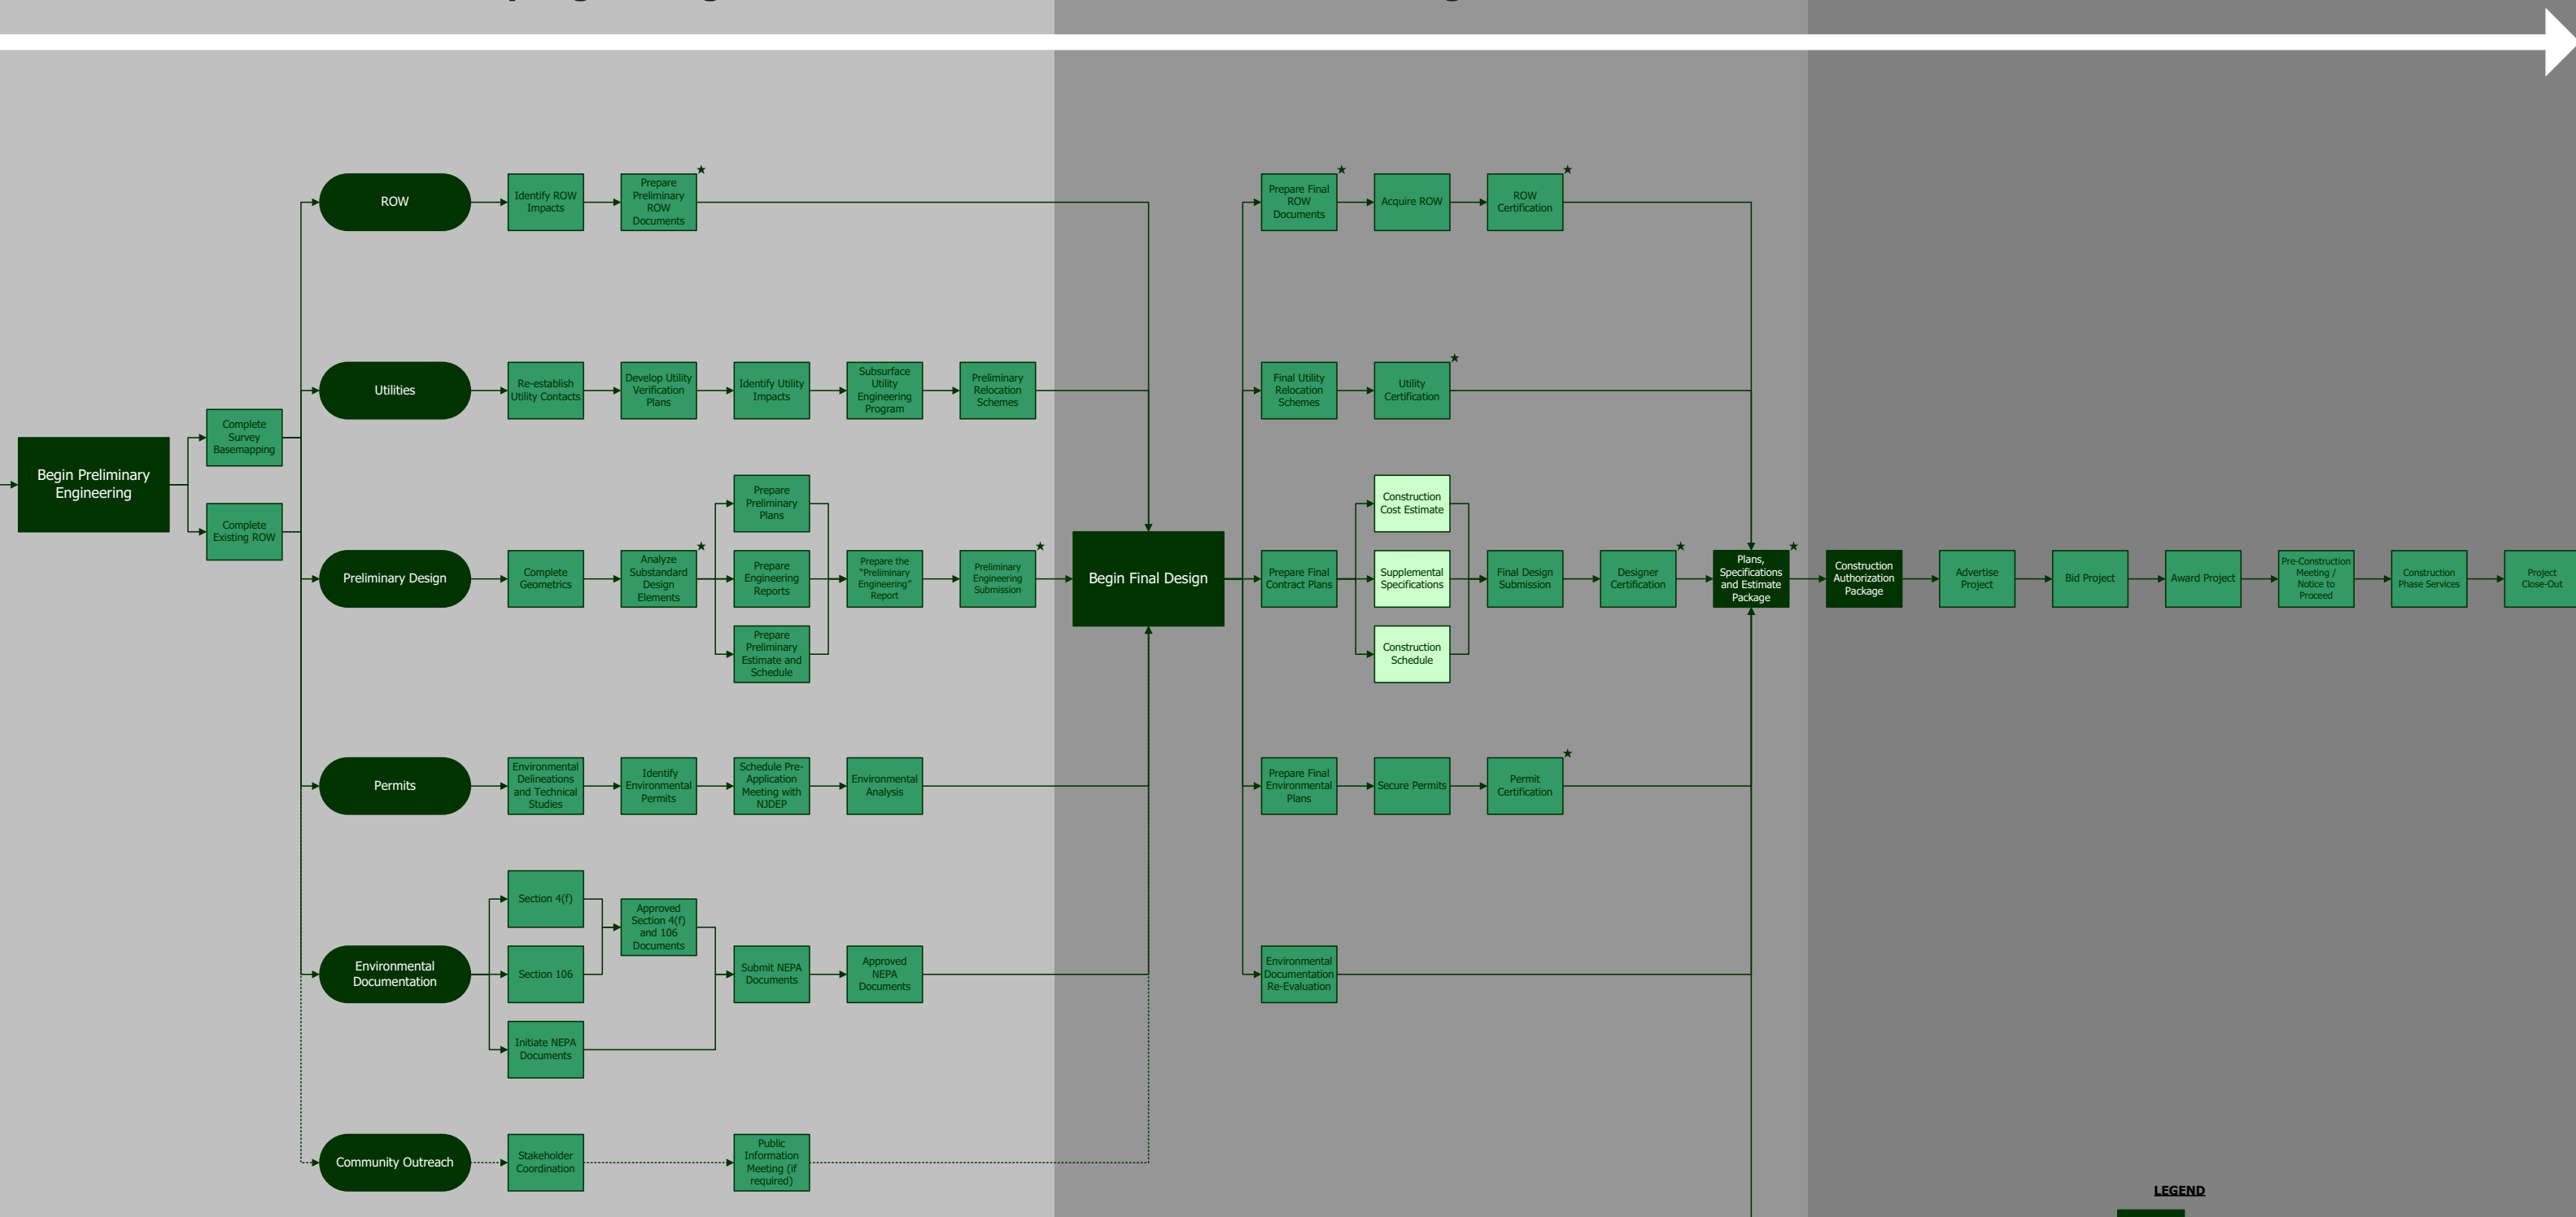 ROW
Identify ROW
Impacts
Prepare
Preliminary
ROW
Documents
Prepare Final
ROW
Documents
Acquire ROW
ROW
Certification
Utilities
Re-establish
Utility Contacts
Develop Utility
Verification
Plans
Identify Utility
Impacts
Subsurface
Utility
Engineering
Program
Preliminary
Relocation
Schemes
Final Utility
Relocation
Schemes
Utility
Certification
Complete
Survey
Basemapping
Begin Preliminary
Engineering
Complete
Existing ROW
Preliminary Design
Complete
Geometrics
Analyze
Substandard
Design
Elements
Prepare
Preliminary
Plans
Prepare
Engineering
Reports
Prepare
Preliminary
Estimate and
Schedule
Prepare the
“Preliminary
Engineering”
Report
Preliminary
Engineering
Submission
Begin Final Design
Prepare Final
Contract Plans
Construction
Cost Estimate
Supplemental
Specifications
Construction
Schedule
Final Design
Submission
Designer
Certification
Plans,
Specifications
and Estimate
Package
Construction
Authorization
Package
Advertise
Project
Bid Project
Award Project
Pre-Construction
Meeting /
Notice to
Proceed
Construction
Phase Services
Project
Close-Out
Permits
Environmental
Delineations
and Technical
Studies
Identify
Environmental
Permits
Schedule Pre-
Application
Meeting with
NJDEP
Environmental
Analysis
Prepare Final
Environmental
Plans
Secure Permits
Permit
Certification
Environmental
Documentation
Section 4(f)
Section 106
Initiate NEPA
Documents
Approved
Section 4(f)
and 106
Documents
Submit NEPA
Documents
Approved
NEPA
Documents
Environmental
Documentation
Re-Evaluation
Community Outreach
Stakeholder
Coordination
Public
Information
Meeting (if
required)
LEGEND